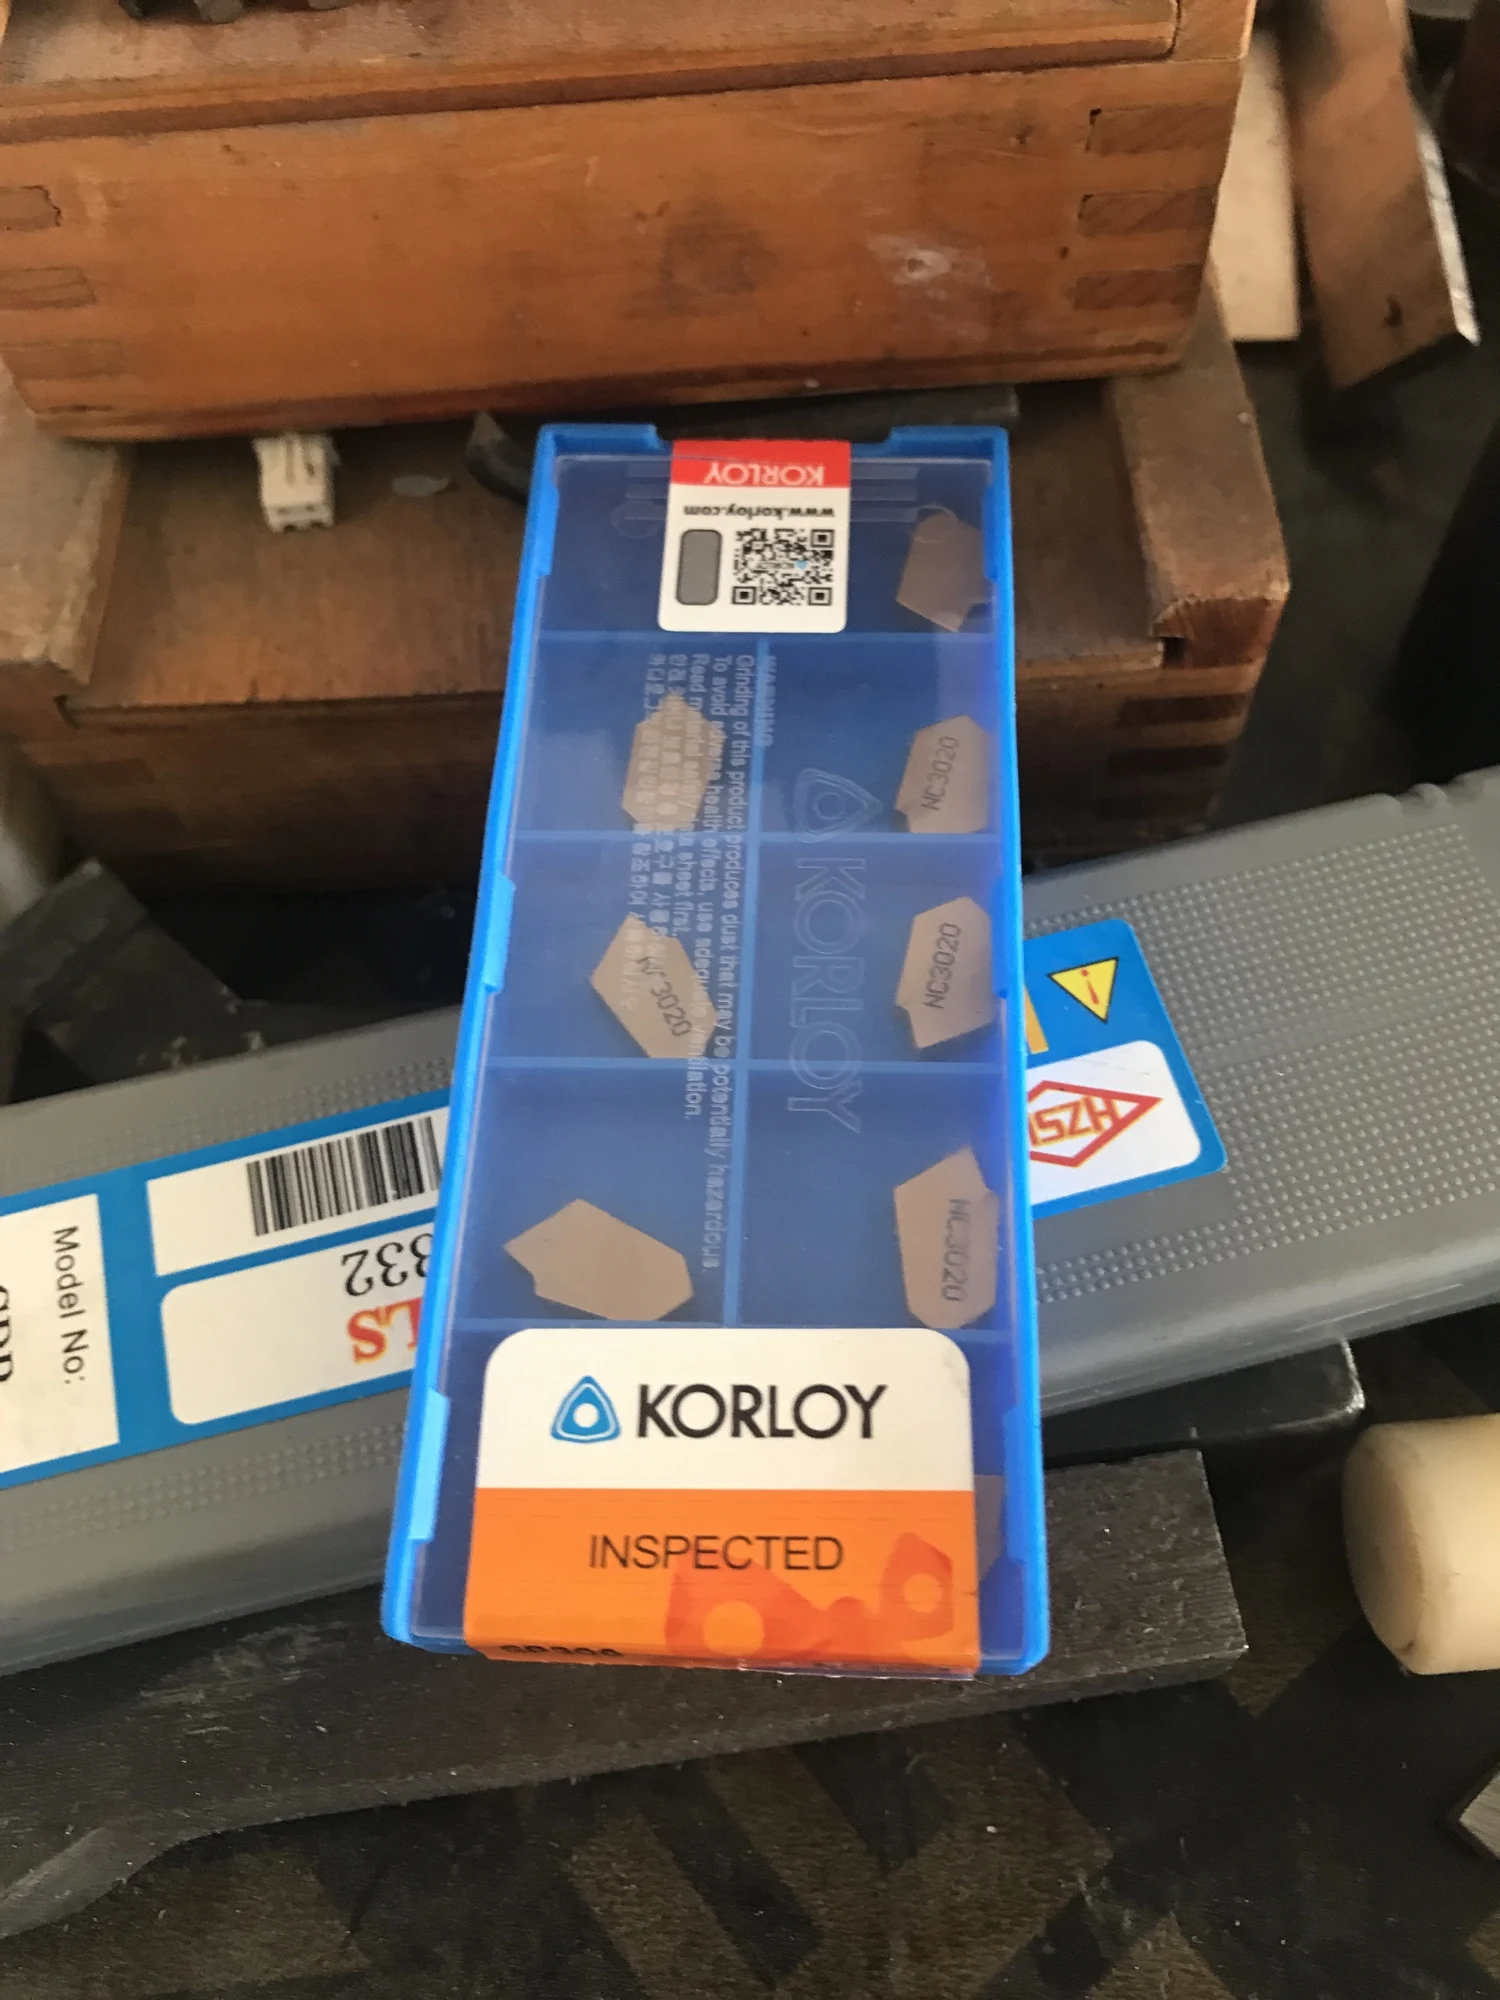 KORLOY
www.korloy.com
WARNING
Grinding of this product produces dust that may be potentially hazardous.
To avoid adverse health effects, use adequate ventilation.
Read material safety data sheet first.
KORLOY
NC3020
NC3020
NC3020
NC3020
KORLOY
INSPECTED
HZSL
Model No:
332
LS